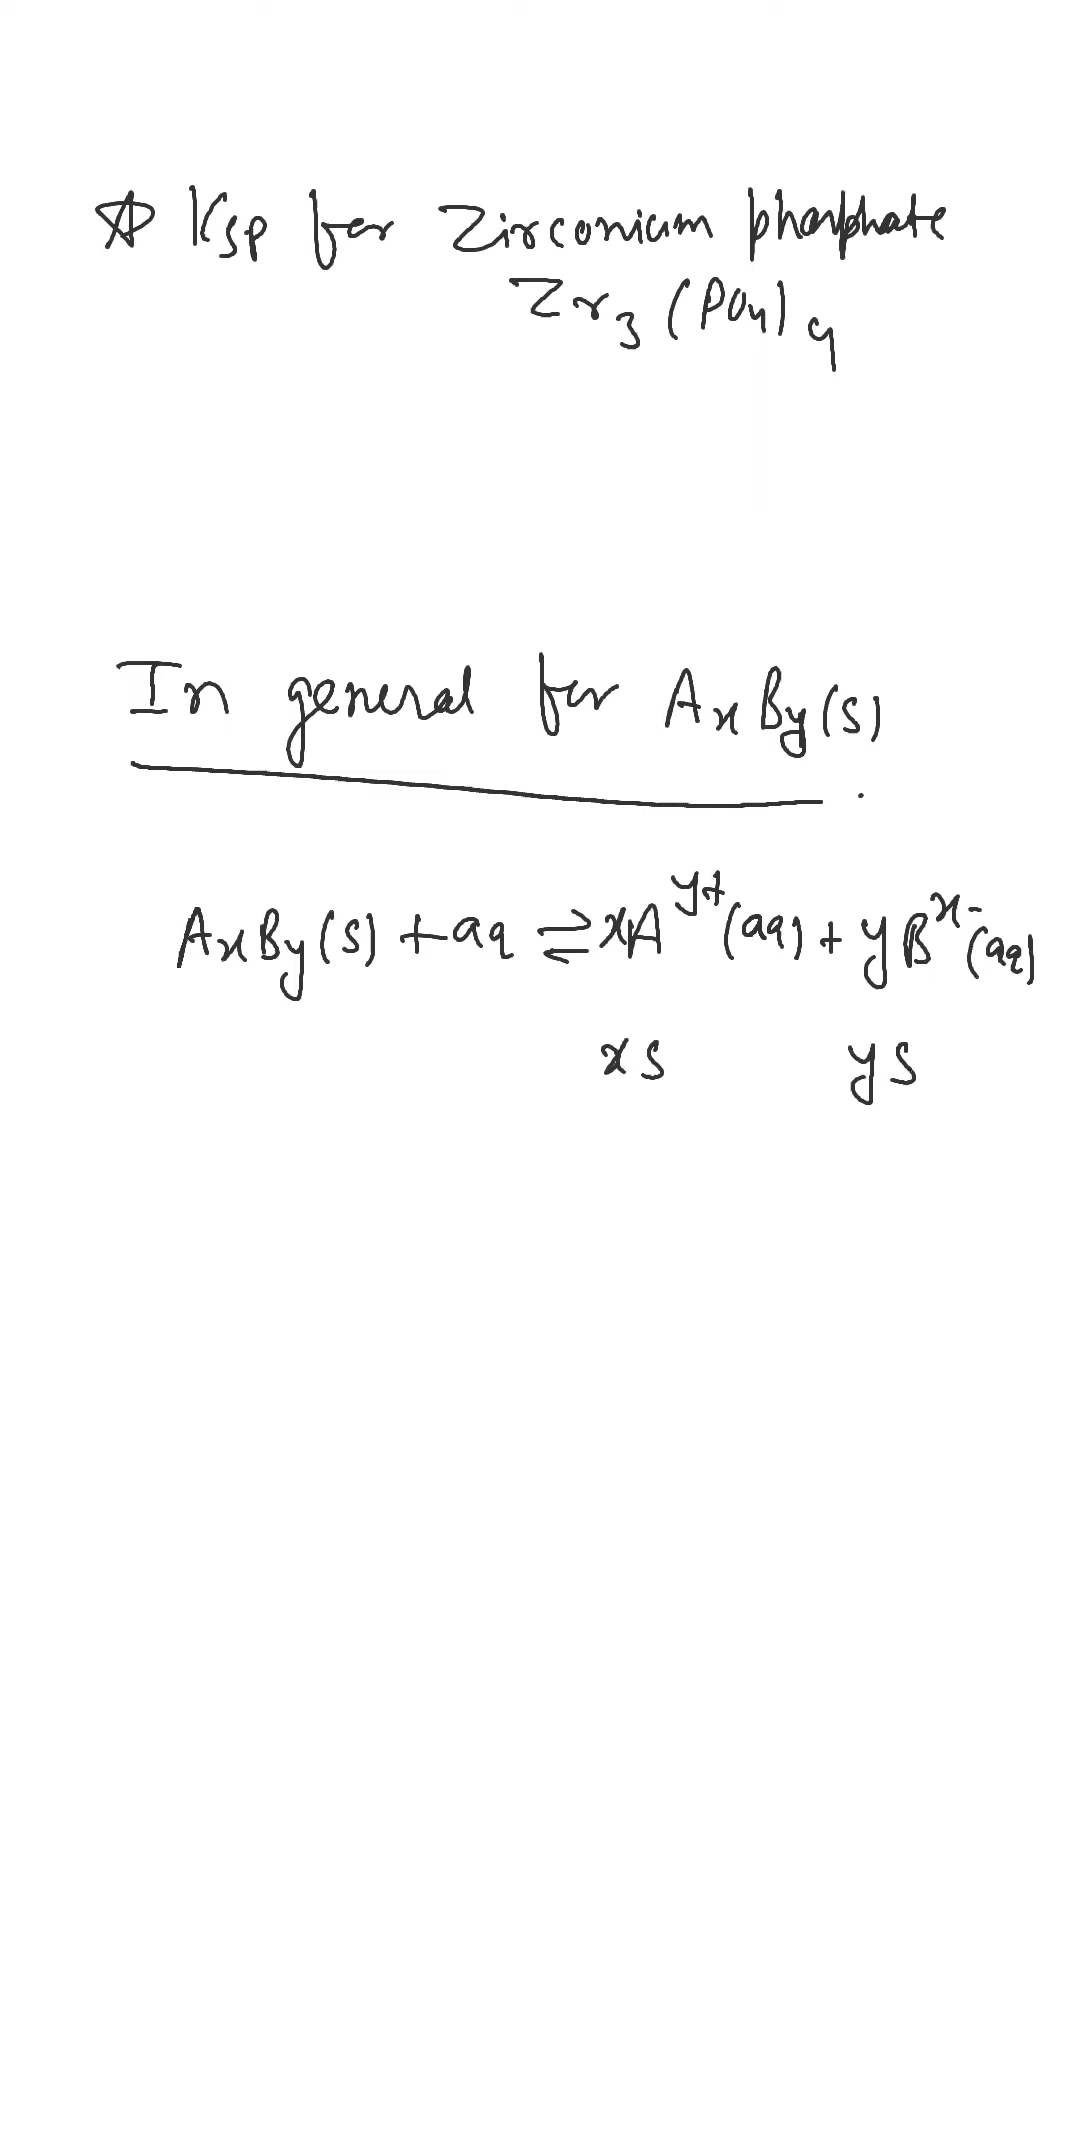 ☆ Ksp for Zirconium phosphate
Zr₃(PO₄)₄
In general for AxBy(s)
AxBy(s) + aq ⇌ xA^y+(aq) + yB^x-(aq)
xs ys